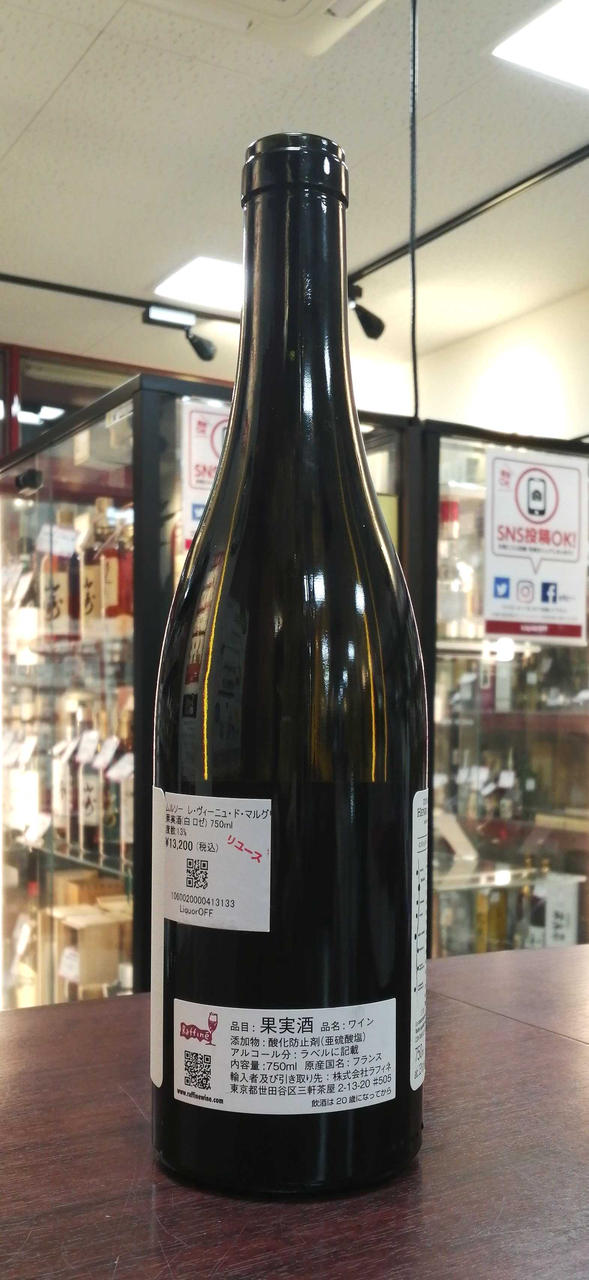 SNS投稿OK!
ムルソー レ・ヴィーニュ・ド・マルグ
果実酒(白 ロゼ) 750ml
度数:13%
¥13,200 (税込)
リユース
1060020000413133
LiquorOFF
Raffiné
品目: 果実酒 品名: ワイン
添加物: 酸化防止剤(亜硫酸塩)
アルコール分: ラベルに記載
内容量:750ml 原産国名: フランス
輸入者及び引き取り先: 株式会社ラフィネ
東京都世田谷区三軒茶屋 2-13-20 #505
www.raffinewine.com
飲酒は 20 歳になってから